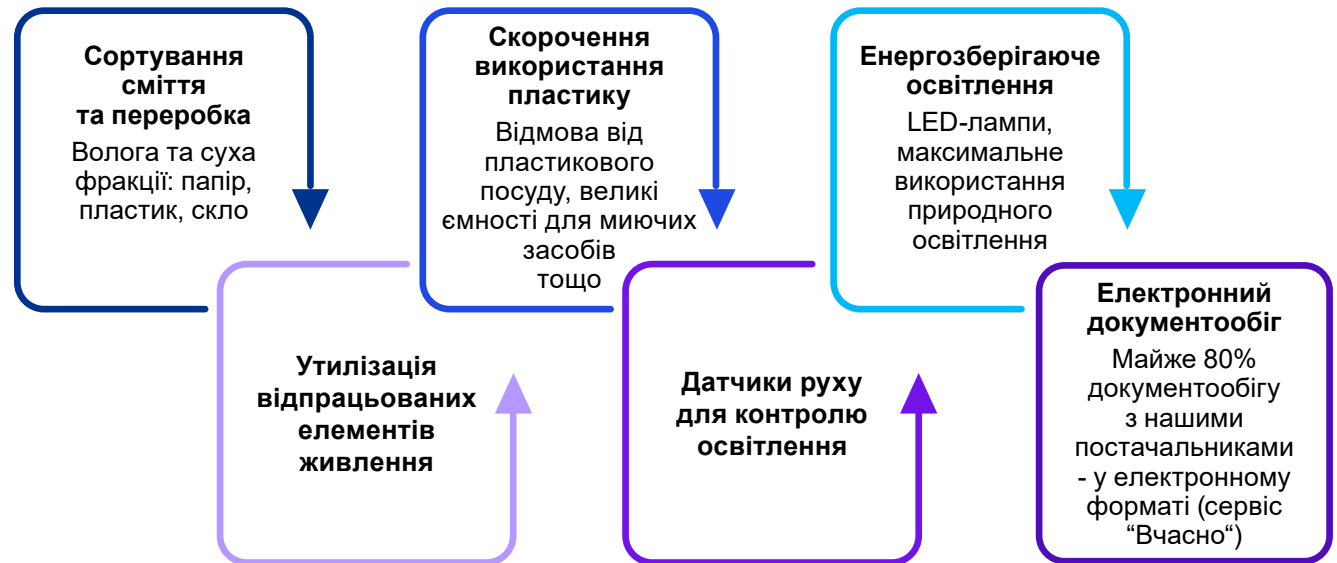 Сортування
сміття
та переробка
Волога та суха
фракції: папір,
пластик, скло
Утилізація
відпрацьованих
елементів
живлення
Скорочення
використання
пластику
Відмова від
пластикового
посуду, великі
ємності для миючих
засобів
тощо
Датчики руху
для контролю
освітлення
Енергозберігаюче
освітлення
LED-лампи,
максимальне
використання
природного
освітлення
Електронний
документообіг
Майже 80%
документообігу
з нашими
постачальниками
- у електронному
форматі (сервіс
“Вчасно“)